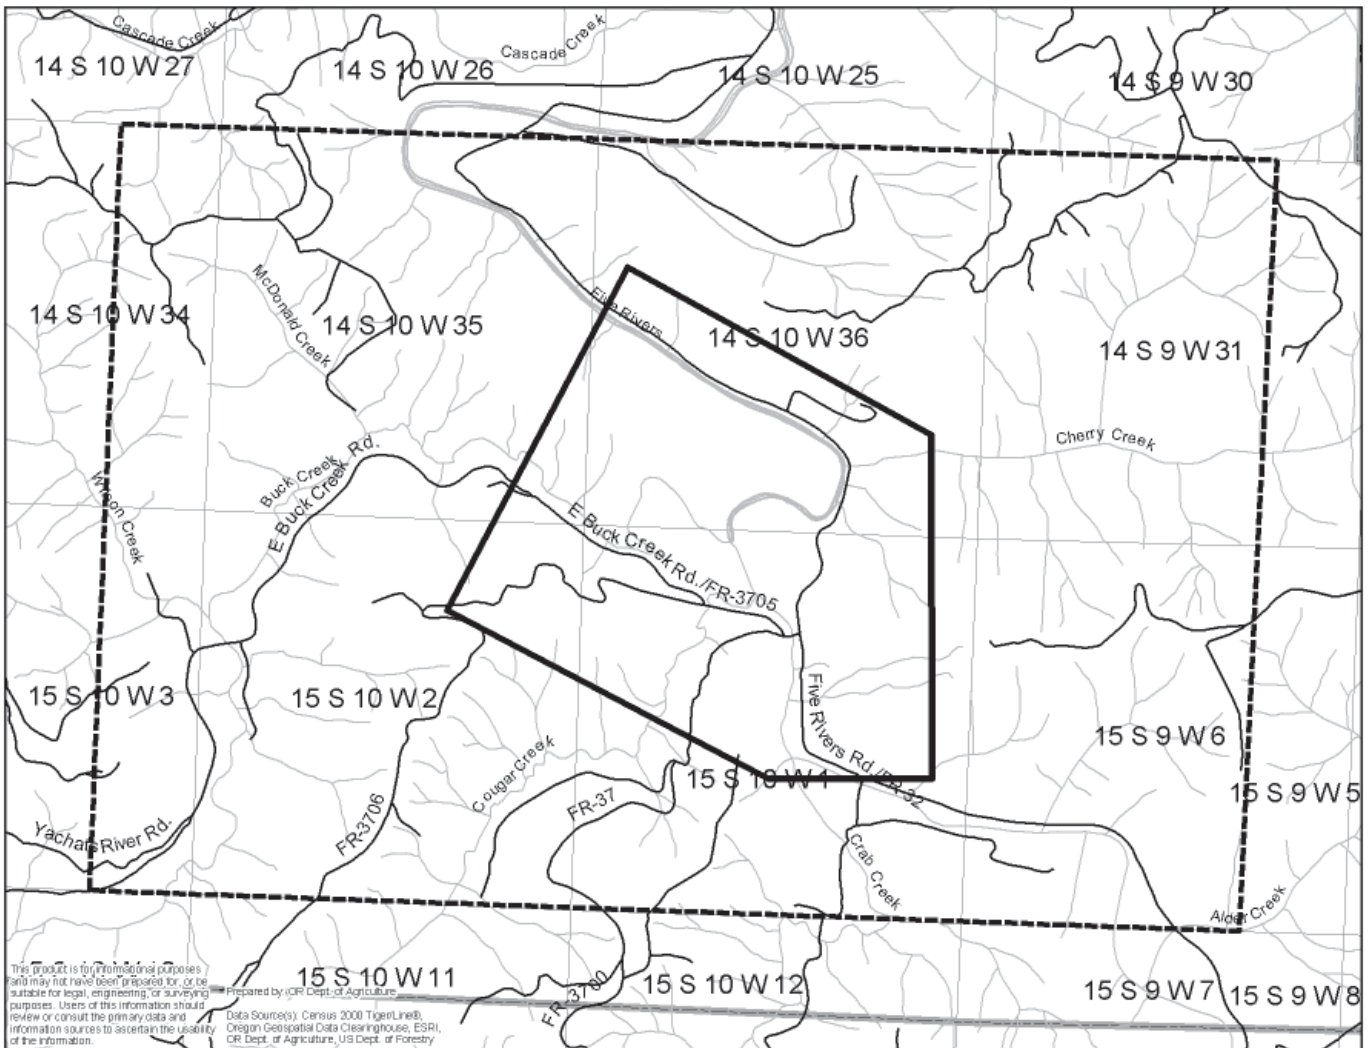 Cascade Creek
Cascade Creek
14 S 10 W 27
14 S 10 W 26
14 S 10 W 25
14 S 9 W 30
McDonald Creek
Five Rivers
14 S 10 W 34
14 S 10 W 35
14 S 10 W 36
14 S 9 W 31
Cherry Creek
Buck Creek
E Buck Creek Rd.
Wilson Creek
E Buck Creek Rd./FR-3705
15 S 10 W 3
15 S 10 W 2
Five Rivers Rd./FR-32
15 S 9 W 6
Cougar Creek
15 S 10 W 1
15 S 9 W 5
FR-37
FR-3706
Yachats River Rd.
Crab Creek
Alder Creek
15 S 10 W 11
15 S 10 W 12
15 S 9 W 7
15 S 9 W 8
FR-3700
This product is for informational purposes
and may not have been prepared for, or be
suitable for legal, engineering, or surveying
purposes. Users of this information should
review or consult the primary data and
information sources to ascertain the usability
of the information.
Prepared by: OR Dept. of Agriculture
Data Source(s): Census 2000 Tiger/Line®,
Oregon Geospatial Data Clearinghouse, ESRI,
OR Dept. of Agriculture, US Dept. of Forestry